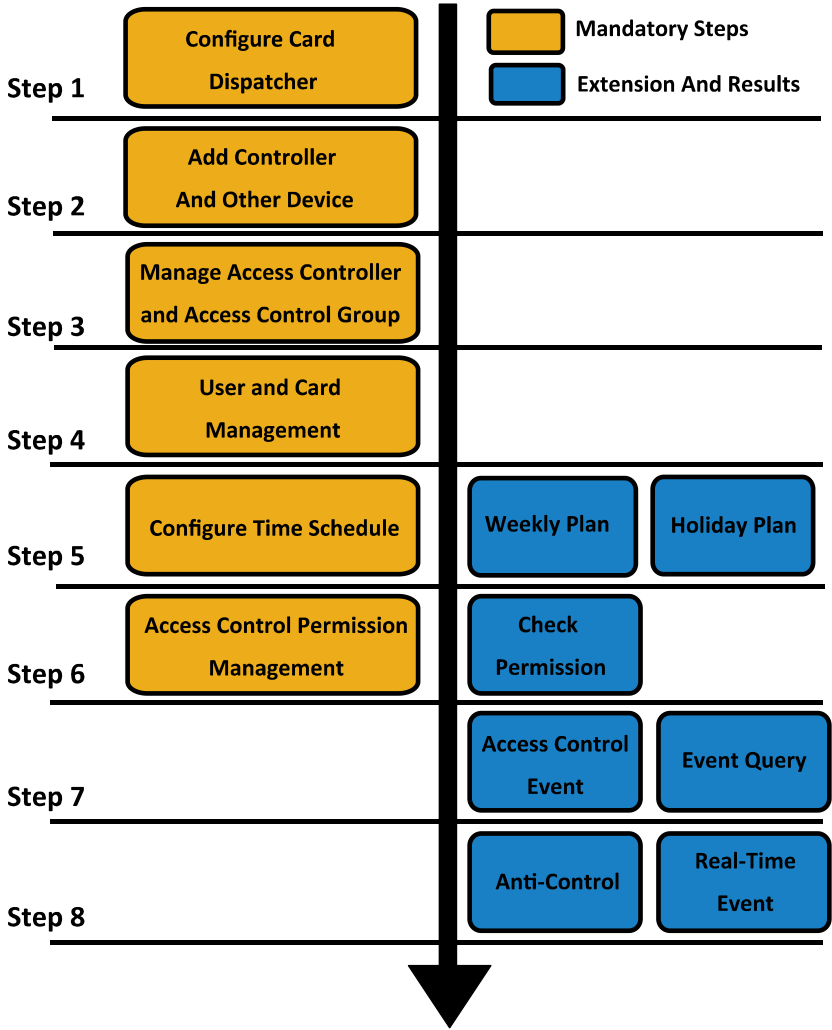 Configure Card
Dispatcher
Step 1
Mandatory Steps
Extension And Results
Add Controller
And Other Device
Step 2
Manage Access Controller
and Access Control Group
Step 3
User and Card
Management
Step 4
Configure Time Schedule
Step 5
Weekly Plan
Holiday Plan
Access Control Permission
Management
Step 6
Check
Permission
Step 7
Access Control
Event
Event Query
Step 8
Anti-Control
Real-Time
Event